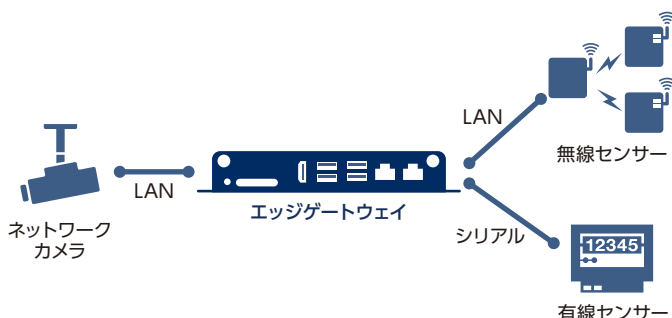 LAN
無線センサー
LAN
エッジゲートウェイ
ネットワーク
カメラ
シリアル
12345
有線センサー